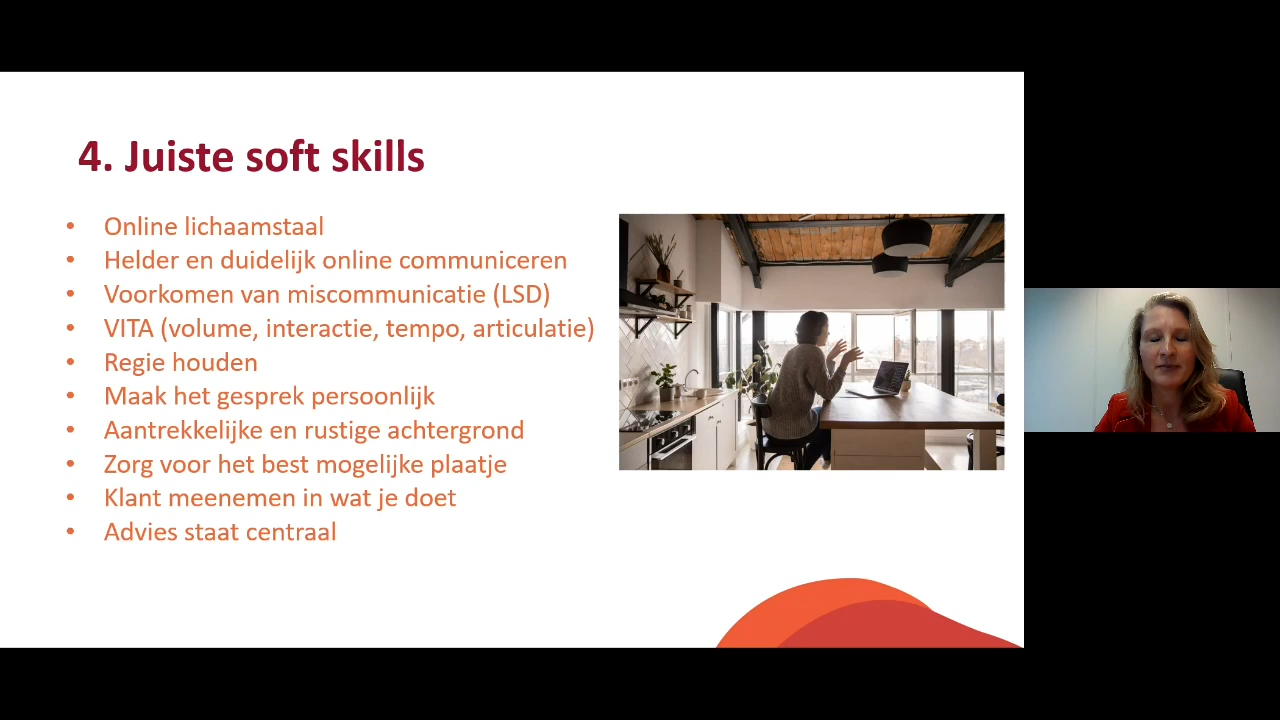 4. Juiste soft skills
• Online lichaamstaal
• Helder en duidelijk online communiceren
• Voorkomen van miscommunicatie (LSD)
• VITA (volume, interactie, tempo, articulatie)
• Regie houden
• Maak het gesprek persoonlijk
• Aantrekkelijke en rustige achtergrond
• Zorg voor het best mogelijke plaatje
• Klant meenemen in wat je doet
• Advies staat centraal